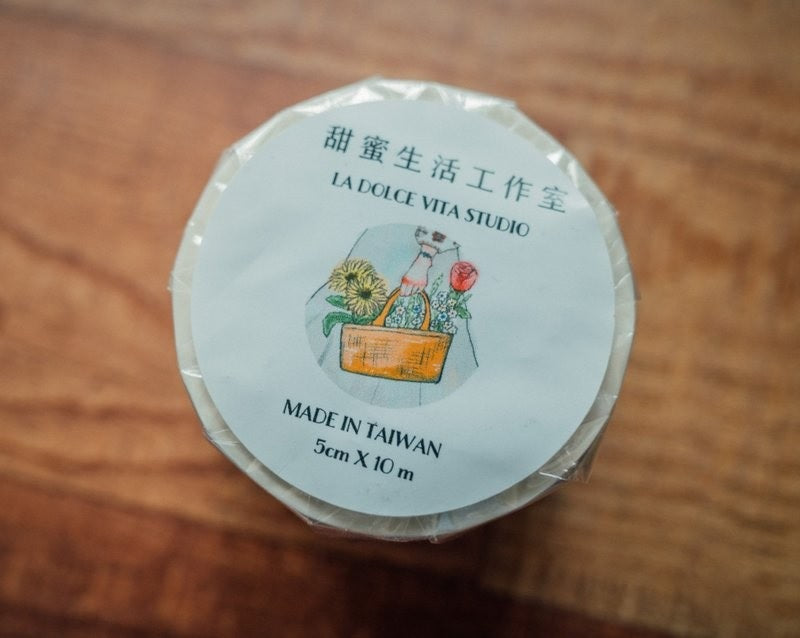 甜蜜生活工作室
LA DOLCE VITA STUDIO
MADE IN TAIWAN
5cm X 10 m